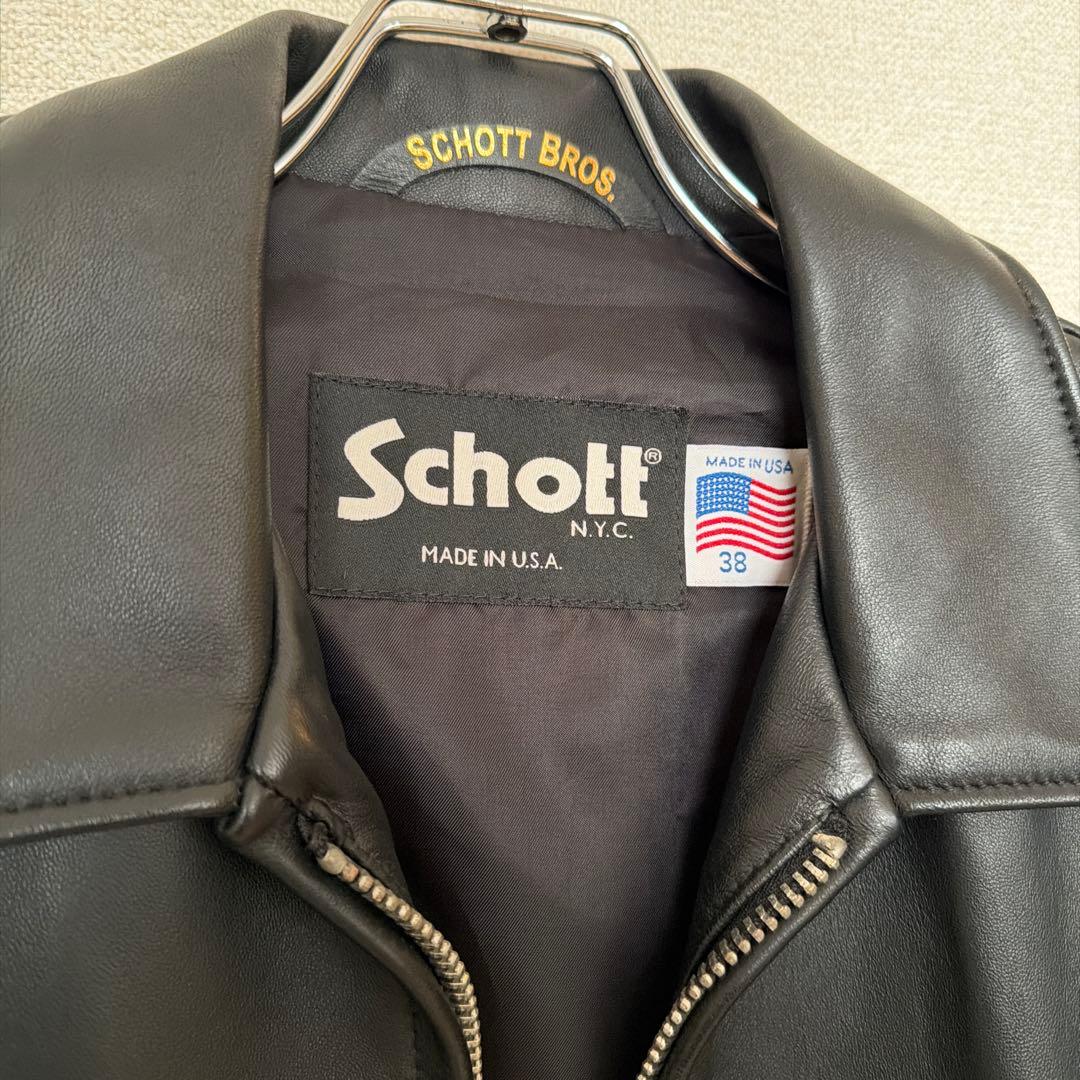 SCHOTT BROS.
Schott®
N.Y.C.
MADE IN U.S.A.
MADE IN USA
38